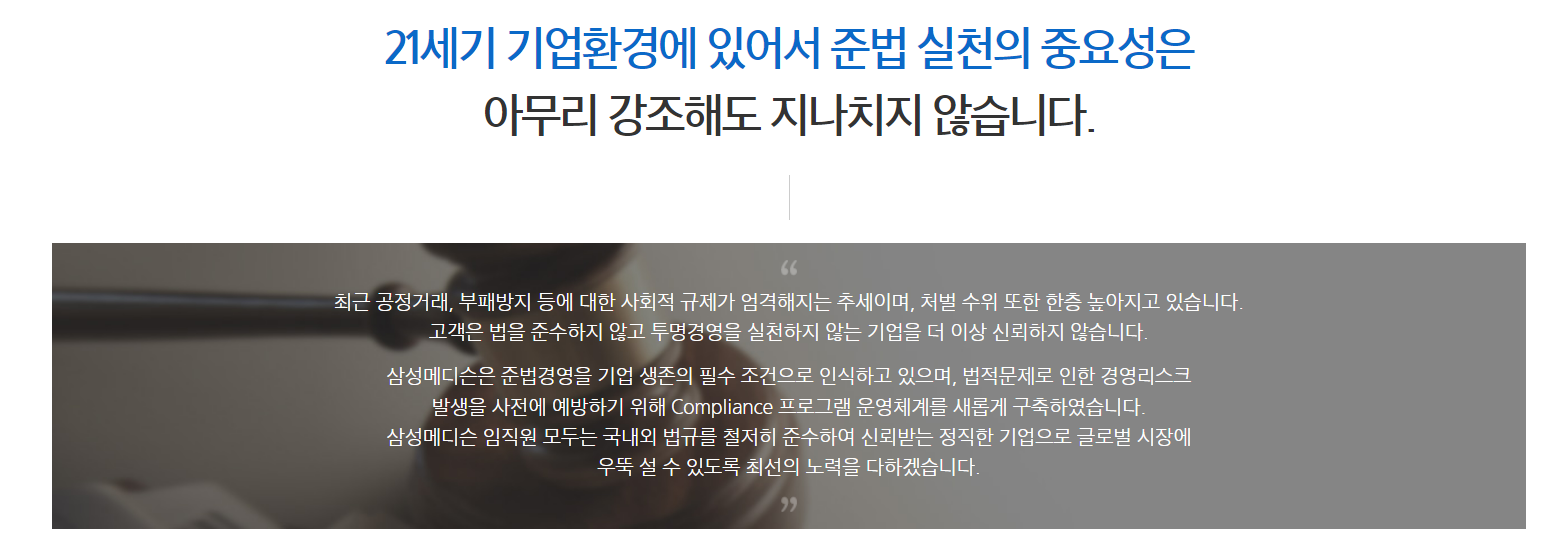 21세기 기업환경에 있어서 준법 실천의 중요성은
아무리 강조해도 지나치지 않습니다.
“
최근 공정거래, 부패방지 등에 대한 사회적 규제가 엄격해지는 추세이며, 처벌 수위 또한 한층 높아지고 있습니다.
고객은 법을 준수하지 않고 투명경영을 실천하지 않는 기업을 더 이상 신뢰하지 않습니다.
삼성메디슨은 준법경영을 기업 생존의 필수 조건으로 인식하고 있으며, 법적문제로 인한 경영리스크
발생을 사전에 예방하기 위해 Compliance 프로그램 운영체계를 새롭게 구축하였습니다.
삼성메디슨 임직원 모두는 국내외 법규를 철저히 준수하여 신뢰받는 정직한 기업으로 글로벌 시장에
우뚝 설 수 있도록 최선의 노력을 다하겠습니다.
”